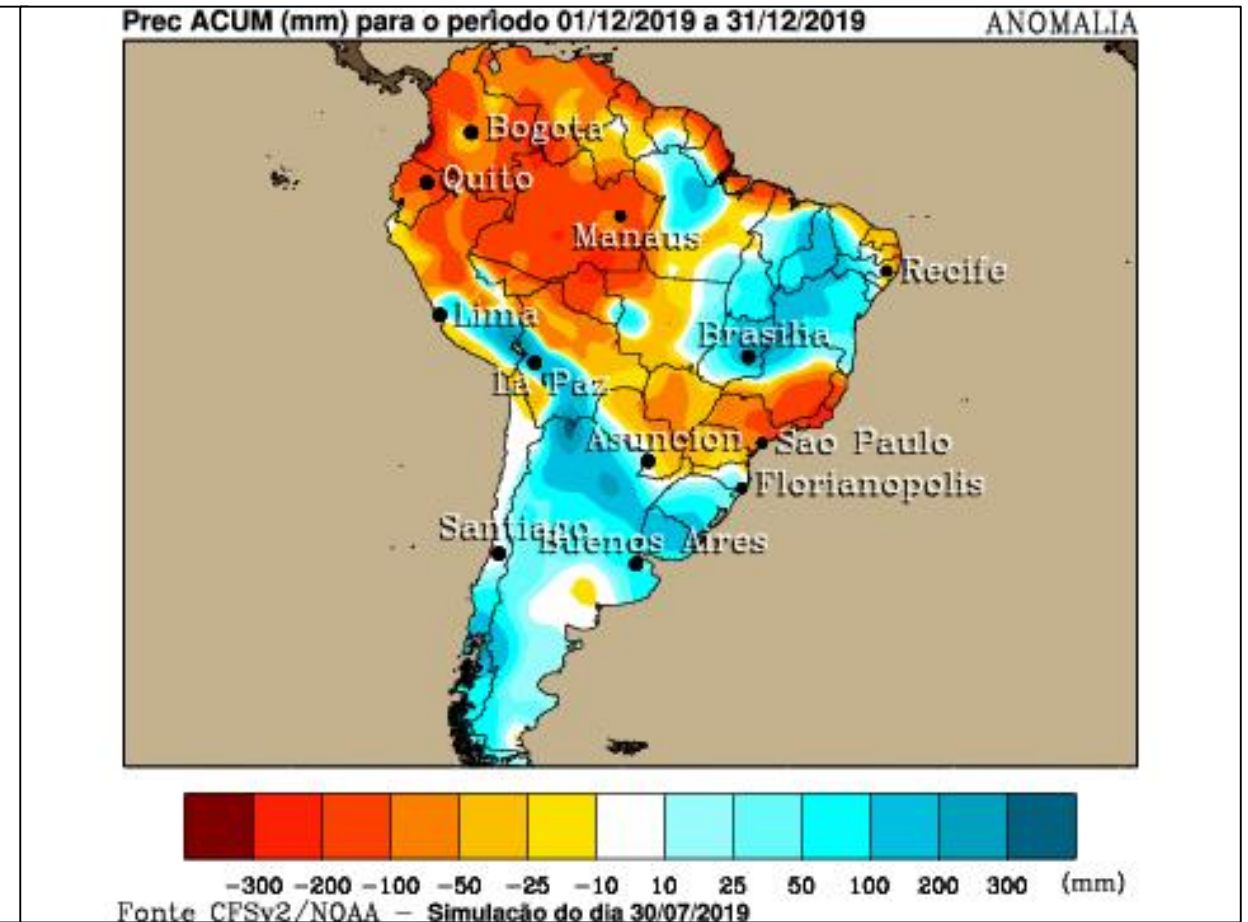 Prec ACUM (mm) para o período 01/12/2019 a 31/12/2019 ANOMALIA
Bogota
Quito
Manaus
Recife
Lima
Brasilia
La Paz
Asuncion
Sao Paulo
Florianopolis
Santiago
Buenos Aires
-300 -200 -100 -50 -25 -10 10 25 50 100 200 300 (mm)
Fonte CFSv2/NOAA - Simulacão do dia 30/07/2019